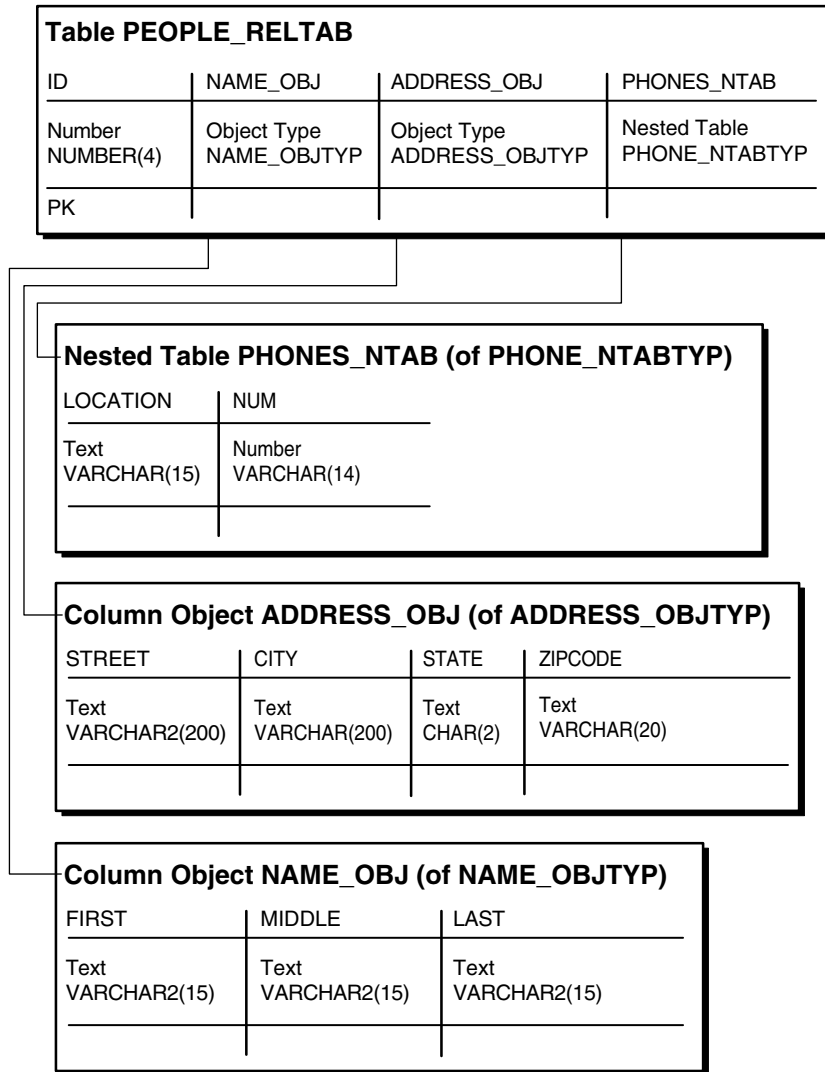 Table PEOPLE_RELTAB
ID NAME_OBJ ADDRESS_OBJ PHONES_NTAB
Number Object Type Object Type Nested Table
NUMBER(4) NAME_OBJTYP ADDRESS_OBJTYP PHONE_NTABTYP
PK
Nested Table PHONES_NTAB (of PHONE_NTABTYP)
LOCATION NUM
Text Number
VARCHAR(15) VARCHAR(14)
Column Object ADDRESS_OBJ (of ADDRESS_OBJTYP)
STREET CITY STATE ZIPCODE
Text Text Text Text
VARCHAR2(200) VARCHAR(200) CHAR(2) VARCHAR(20)
Column Object NAME_OBJ (of NAME_OBJTYP)
FIRST MIDDLE LAST
Text Text Text
VARCHAR2(15) VARCHAR2(15) VARCHAR2(15)